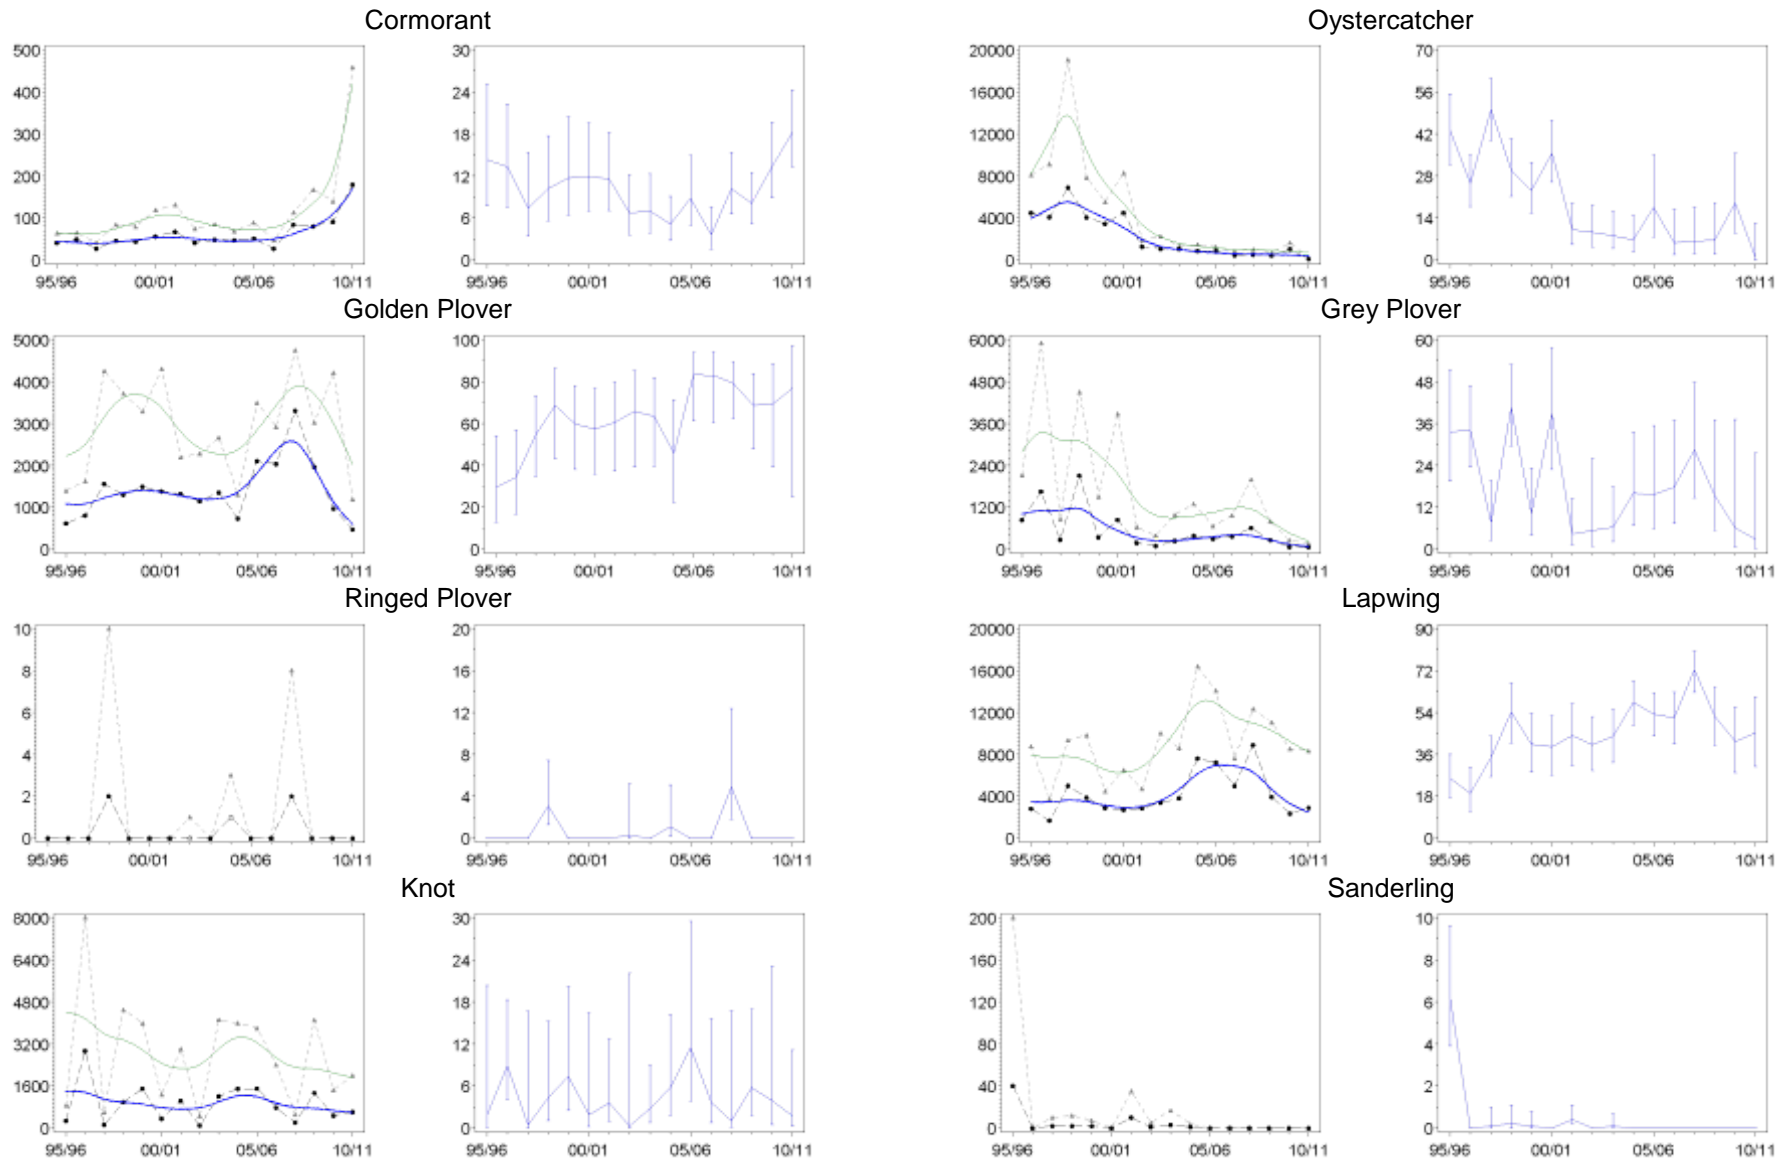 Cormorant Oystercatcher
500 30 20000 70
400 24 16000 56
300 18 12000 42
200 12 8000 28
100 6 4000 14
0 0 0 0
95/96 00/01 05/06 10/11 95/96 00/01 05/06 10/11 95/96 00/01 05/06 10/11 95/96 00/01 05/06 10/11
Golden Plover Grey Plover
5000 100 6000 60
4000 80 4800 48
3000 60 3600 36
2000 40 2400 24
1000 20 1200 12
0 0 0 0
95/96 00/01 05/06 10/11 95/96 00/01 05/06 10/11 95/96 00/01 05/06 10/11 95/96 00/01 05/06 10/11
Ringed Plover Lapwing
10 20 20000 90
8 16 16000 72
6 12 12000 54
4 8 8000 36
2 4 4000 18
0 0 0 0
95/96 00/01 05/06 10/11 95/96 00/01 05/06 10/11 95/96 00/01 05/06 10/11 95/96 00/01 05/06 10/11
Knot Sanderling
8000 30 200 10
6400 24 160 8
4800 18 120 6
3200 12 80 4
1600 6 40 2
0 0 0 0
95/96 00/01 05/06 10/11 95/96 00/01 05/06 10/11 95/96 00/01 05/06 10/11 95/96 00/01 05/06 10/11